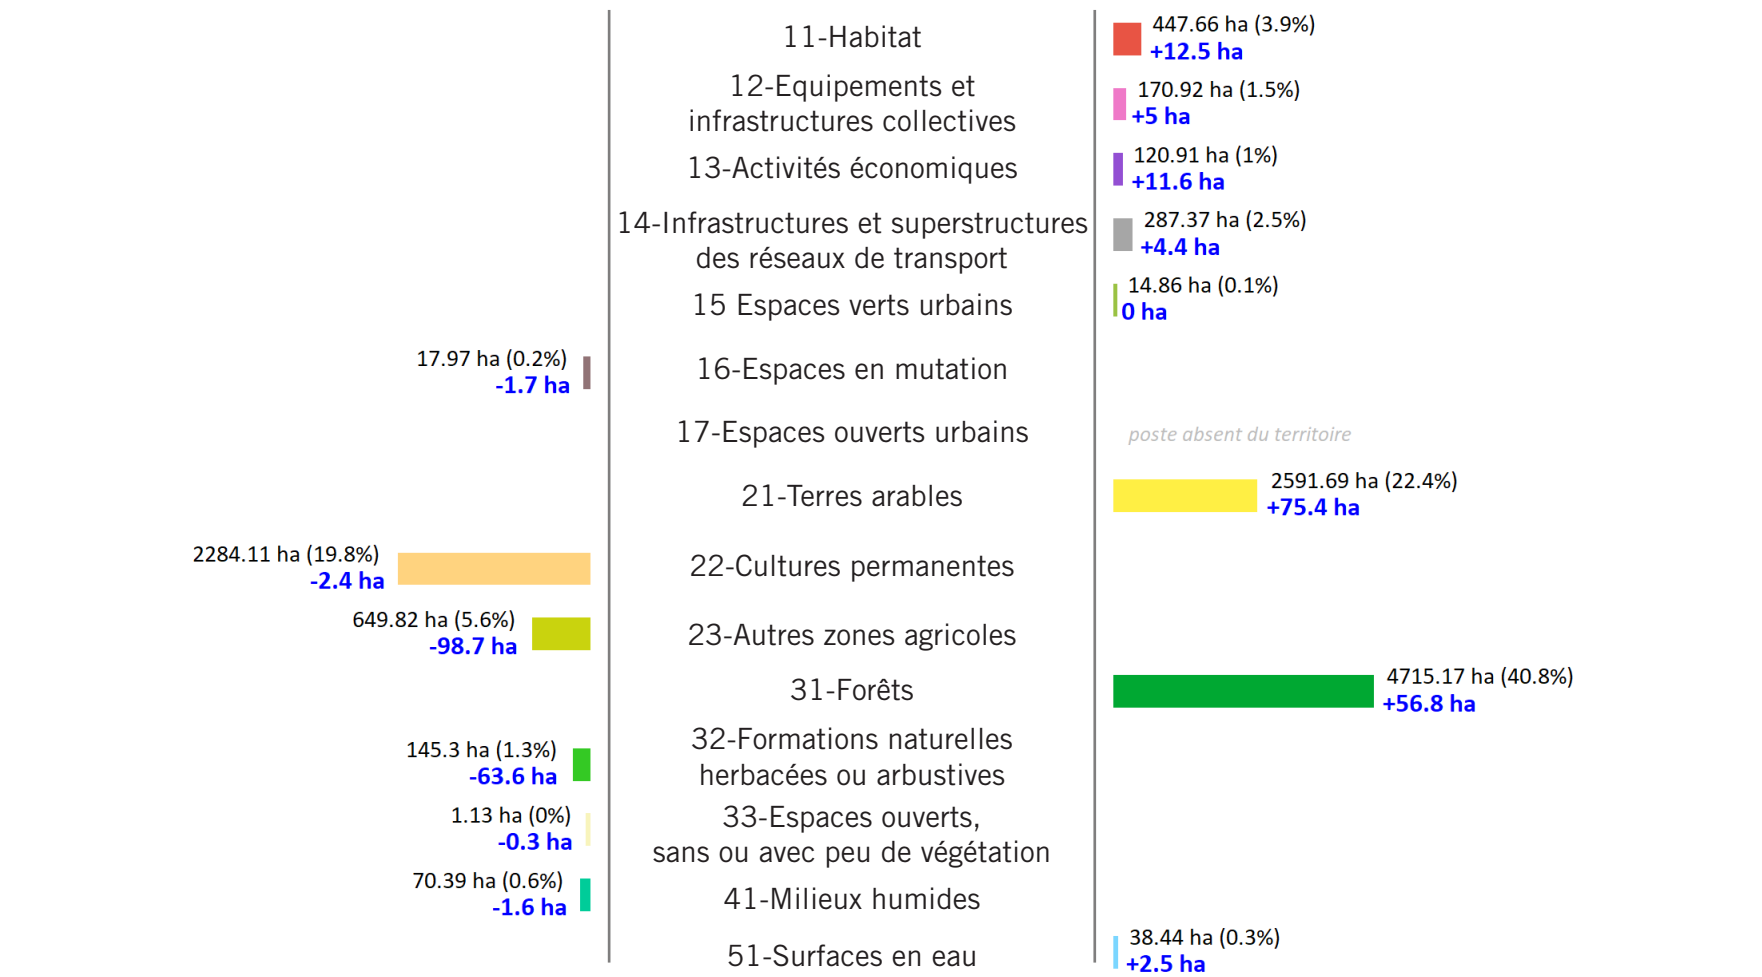 11-Habitat
447.66 ha (3.9%)
+12.5 ha
12-Equipements et
infrastructures collectives
170.92 ha (1.5%)
+5 ha
13-Activités économiques
120.91 ha (1%)
+11.6 ha
14-Infrastructures et superstructures
des réseaux de transport
287.37 ha (2.5%)
+4.4 ha
15 Espaces verts urbains
14.86 ha (0.1%)
0 ha
17.97 ha (0.2%)
-1.7 ha
16-Espaces en mutation
17-Espaces ouverts urbains
poste absent du territoire
21-Terres arables
2591.69 ha (22.4%)
+75.4 ha
2284.11 ha (19.8%)
-2.4 ha
22-Cultures permanentes
649.82 ha (5.6%)
-98.7 ha
23-Autres zones agricoles
31-Forêts
4715.17 ha (40.8%)
+56.8 ha
145.3 ha (1.3%)
-63.6 ha
32-Formations naturelles
herbacées ou arbustives
1.13 ha (0%)
-0.3 ha
33-Espaces ouverts,
sans ou avec peu de végétation
70.39 ha (0.6%)
-1.6 ha
41-Milieux humides
51-Surfaces en eau
38.44 ha (0.3%)
+2.5 ha